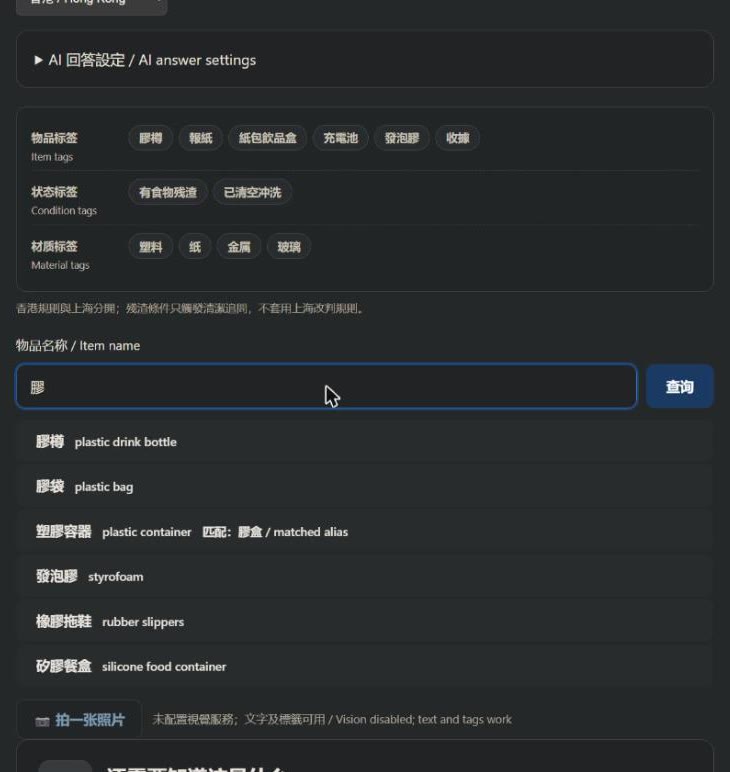 香港 / Hong Kong
▶ AI 回答設定 / AI answer settings
物品标签 膠樽 報紙 紙包飲品盒 充電池 發泡膠 收據
Item tags
状态标签 有食物残渣 已清空冲洗
Condition tags
材质标签 塑料 纸 金属 玻璃
Material tags
香港規則與上海分開；殘渣條件只觸發清潔追問，不套用上海改判規則。
物品名称 / Item name
膠 查询
膠樽 plastic drink bottle
膠袋 plastic bag
塑膠容器 plastic container 匹配：膠盒 / matched alias
發泡膠 styrofoam
橡膠拖鞋 rubber slippers
矽膠餐盒 silicone food container
拍一张照片 未配置視覺服務；文字及標籤可用 / Vision disabled; text and tags work